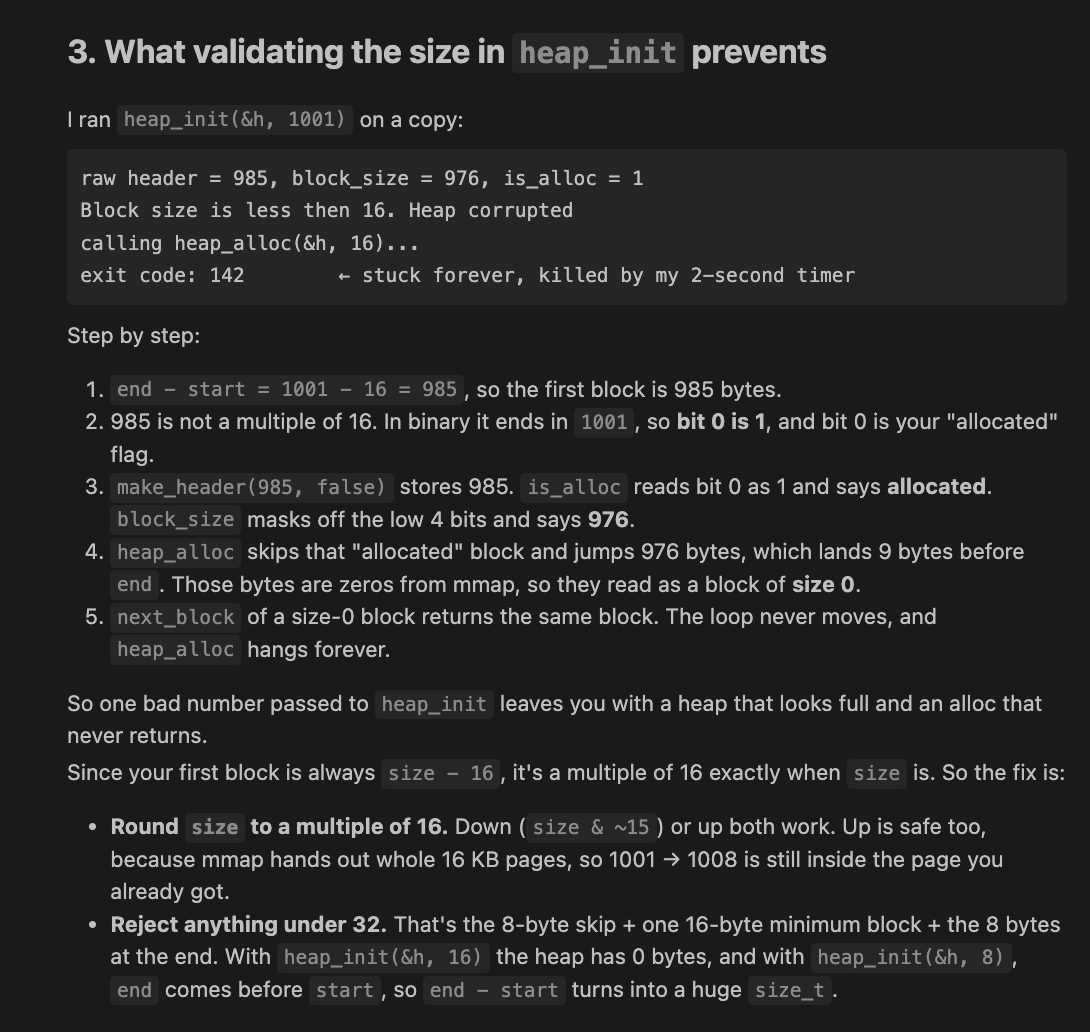 3. What validating the size in heap_init prevents
I ran heap_init(&h, 1001) on a copy:
raw header = 985, block_size = 976, is_alloc = 1
Block size is less then 16. Heap corrupted
calling heap_alloc(&h, 16)...
exit code: 142        ← stuck forever, killed by my 2-second timer
Step by step:
1. end - start = 1001 - 16 = 985, so the first block is 985 bytes.
2. 985 is not a multiple of 16. In binary it ends in 1001, so bit 0 is 1, and bit 0 is your "allocated"
flag.
3. make_header(985, false) stores 985. is_alloc reads bit 0 as 1 and says allocated.
block_size masks off the low 4 bits and says 976.
4. heap_alloc skips that "allocated" block and jumps 976 bytes, which lands 9 bytes before
end. Those bytes are zeros from mmap, so they read as a block of size 0.
5. next_block of a size-0 block returns the same block. The loop never moves, and
heap_alloc hangs forever.
So one bad number passed to heap_init leaves you with a heap that looks full and an alloc that
never returns.
Since your first block is always size - 16, it's a multiple of 16 exactly when size is. So the fix is:
• Round size to a multiple of 16. Down (size & ~15) or up both work. Up is safe too,
because mmap hands out whole 16 KB pages, so 1001 → 1008 is still inside the page you
already got.
• Reject anything under 32. That's the 8-byte skip + one 16-byte minimum block + the 8 bytes
at the end. With heap_init(&h, 16) the heap has 0 bytes, and with heap_init(&h, 8),
end comes before start, so end - start turns into a huge size_t.